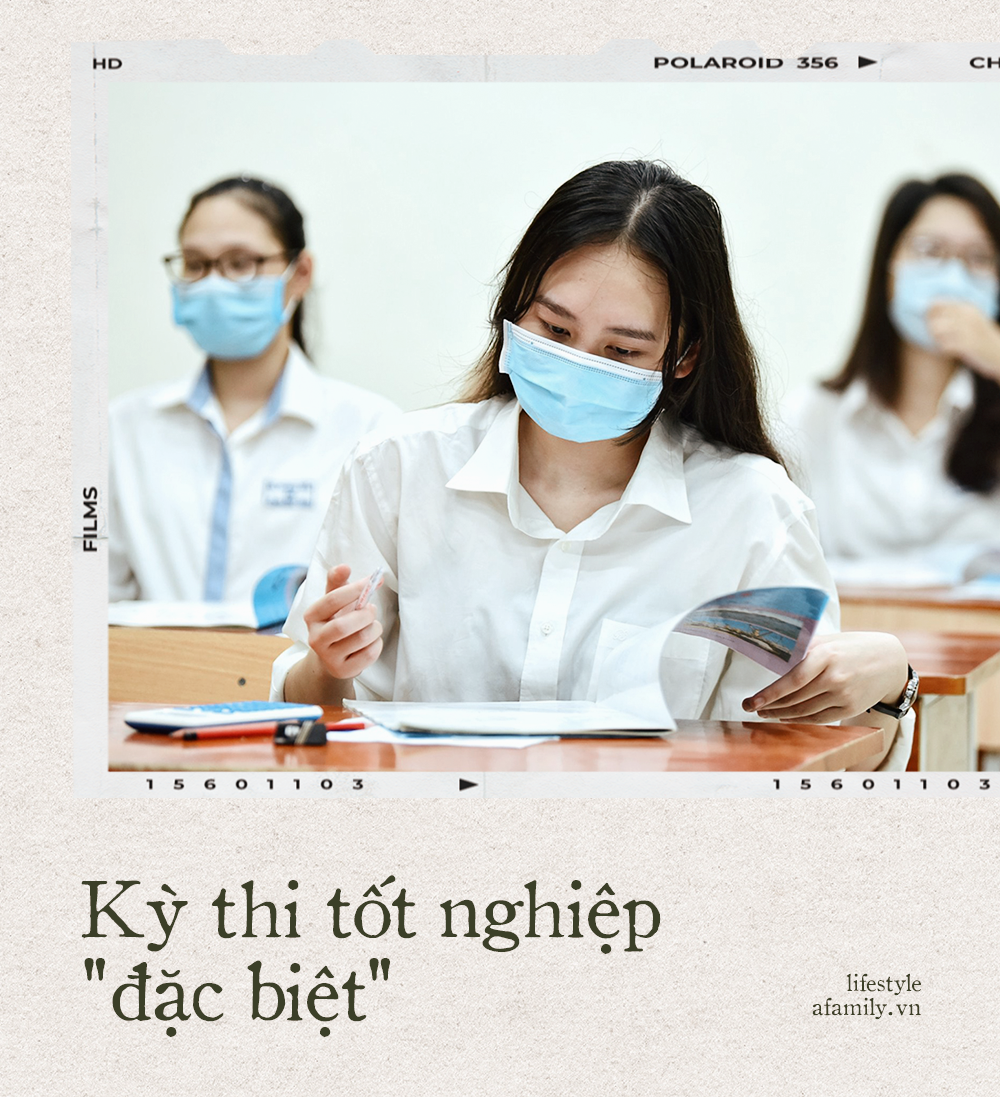 HD
POLAROID 356
CH
FILMS
15601103
15601103
Kỳ thi tốt nghiệp
"đặc biệt"
lifestyle
afamily.vn